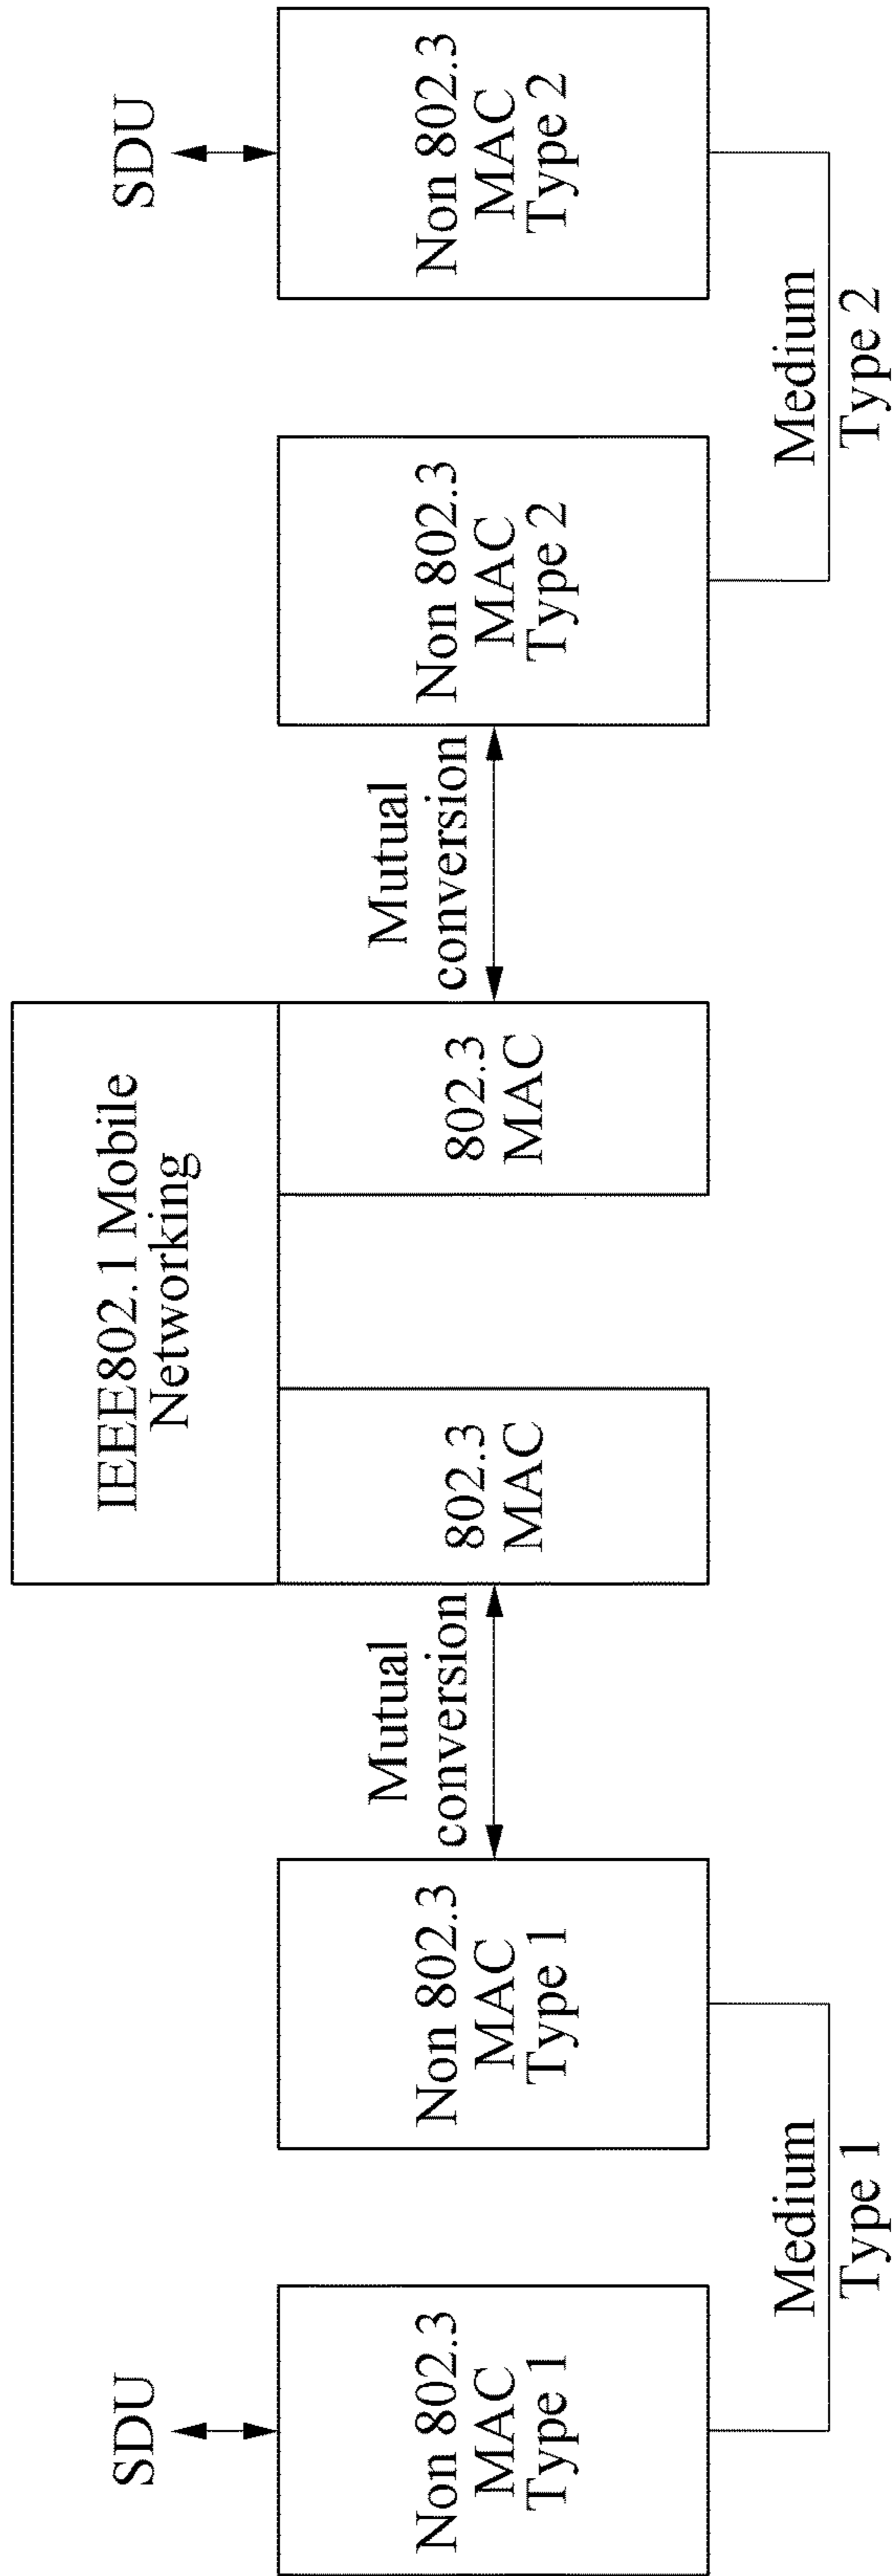 SDU
Non 802.3
MAC
Type 1
Medium
Type 1
Non 802.3
MAC
Type 1
Mutual
conversion
IEEE802.1 Mobile
Networking
802.3
MAC
802.3
MAC
Mutual
conversion
Non 802.3
MAC
Type 2
Medium
Type 2
SDU
Non 802.3
MAC
Type 2